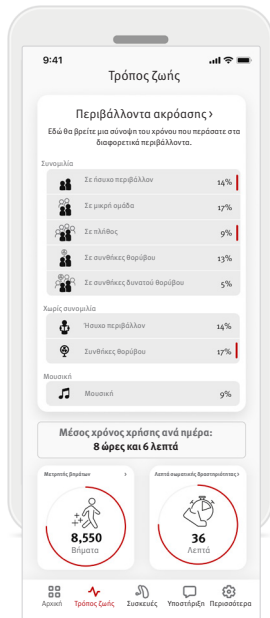 9:41
Τρόπος ζωής
Περιβάλλοντα ακρόασης >
Εδώ θα βρείτε μια σύνοψη του χρόνου που περάσατε στα
διαφορετικά περιβάλλοντα.
Συνομιλία
Σε ήσυχο περιβάλλον 14%
Σε μικρή ομάδα 17%
Σε πλήθος 9%
Σε συνθήκες θορύβου 13%
Σε συνθήκες δυνατού θορύβου 5%
Χωρίς συνομιλία
Ήσυχο περιβάλλον 14%
Συνθήκες θορύβου 17%
Μουσική
Μουσική 9%
Μέσος χρόνος χρήσης ανά ημέρα:
8 ώρες και 6 λεπτά
Μετρητής βημάτων > Λεπτά σωματικής δραστηριότητας >
8,550 36
Βήματα Λεπτά
Αρχική Τρόπος ζωής Συσκευές Υποστήριξη Περισσότερα